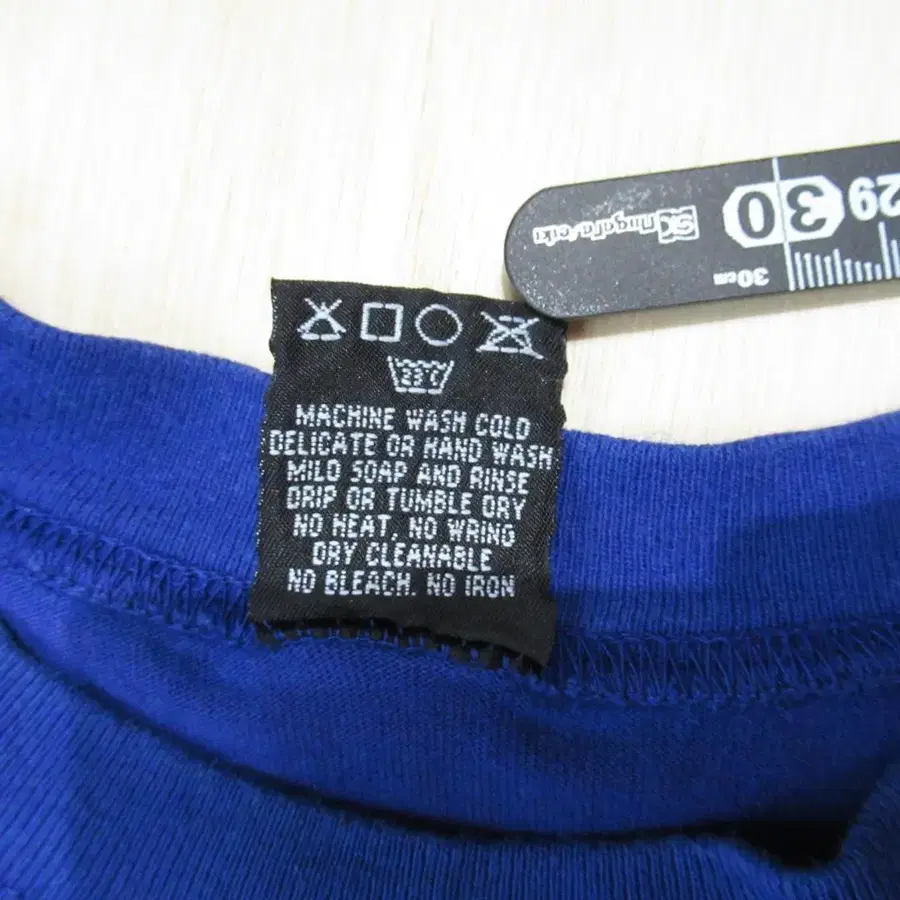 29
30
30cm
23°C
MACHINE WASH COLD
DELICATE OR HAND WASH
MILD SOAP AND RINSE
DRIP OR TUMBLE DRY
NO HEAT, NO WRING
DRY CLEANABLE
NO BLEACH. NO IRON